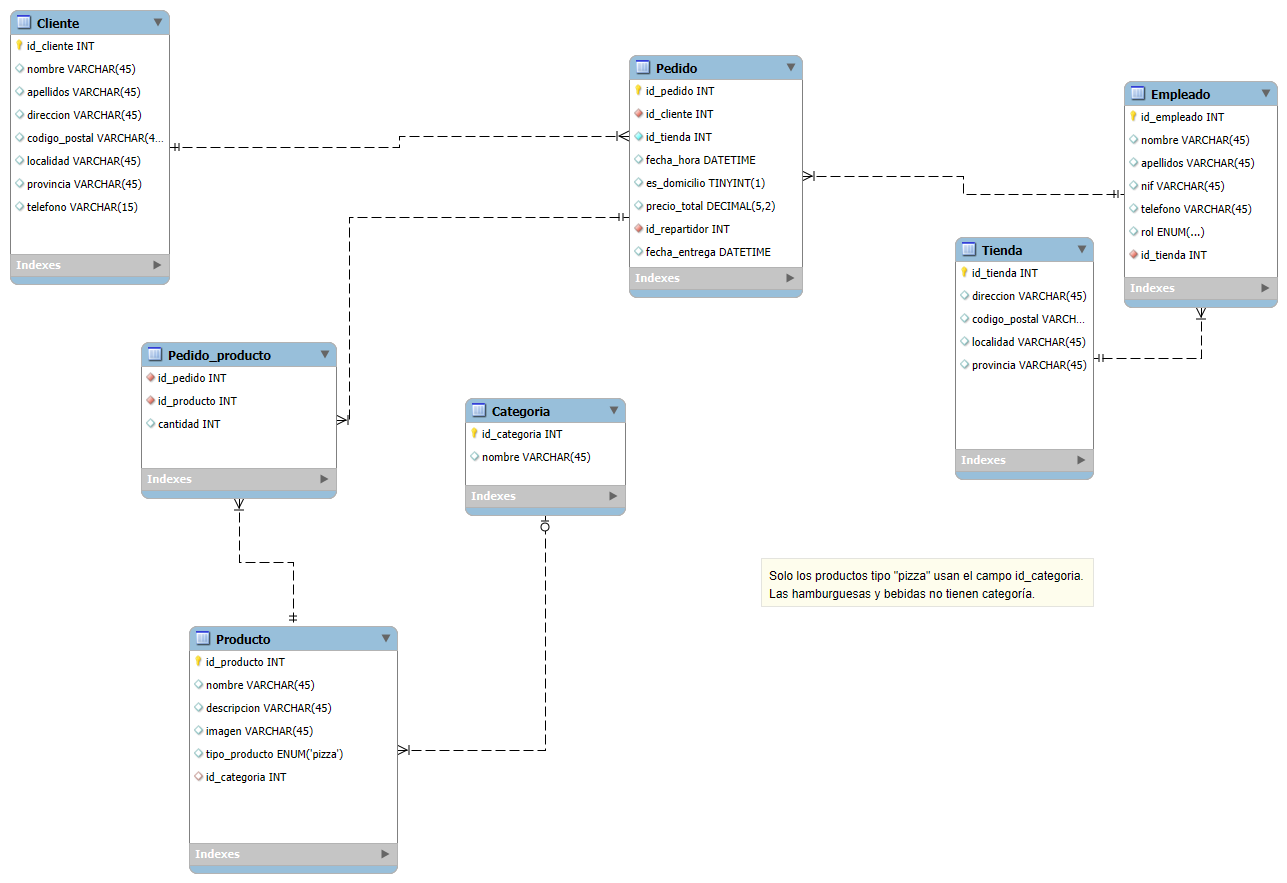 Cliente
id_cliente INT
nombre VARCHAR(45)
apellidos VARCHAR(45)
direccion VARCHAR(45)
codigo_postal VARCHAR(4...
localidad VARCHAR(45)
provincia VARCHAR(45)
telefono VARCHAR(15)
Indexes
Pedido
id_pedido INT
id_cliente INT
id_tienda INT
fecha_hora DATETIME
es_domicilio TINYINT(1)
precio_total DECIMAL(5,2)
id_repartidor INT
fecha_entrega DATETIME
Indexes
Empleado
id_empleado INT
nombre VARCHAR(45)
apellidos VARCHAR(45)
nif VARCHAR(45)
telefono VARCHAR(45)
rol ENUM(...)
id_tienda INT
Indexes
Tienda
id_tienda INT
direccion VARCHAR(45)
codigo_postal VARCH...
localidad VARCHAR(45)
provincia VARCHAR(45)
Indexes
Pedido_producto
id_pedido INT
id_producto INT
cantidad INT
Indexes
Categoria
id_categoria INT
nombre VARCHAR(45)
Indexes
Solo los productos tipo "pizza" usan el campo id_categoria.
Las hamburguesas y bebidas no tienen categoría.
Producto
id_producto INT
nombre VARCHAR(45)
descripcion VARCHAR(45)
imagen VARCHAR(45)
tipo_producto ENUM('pizza')
id_categoria INT
Indexes